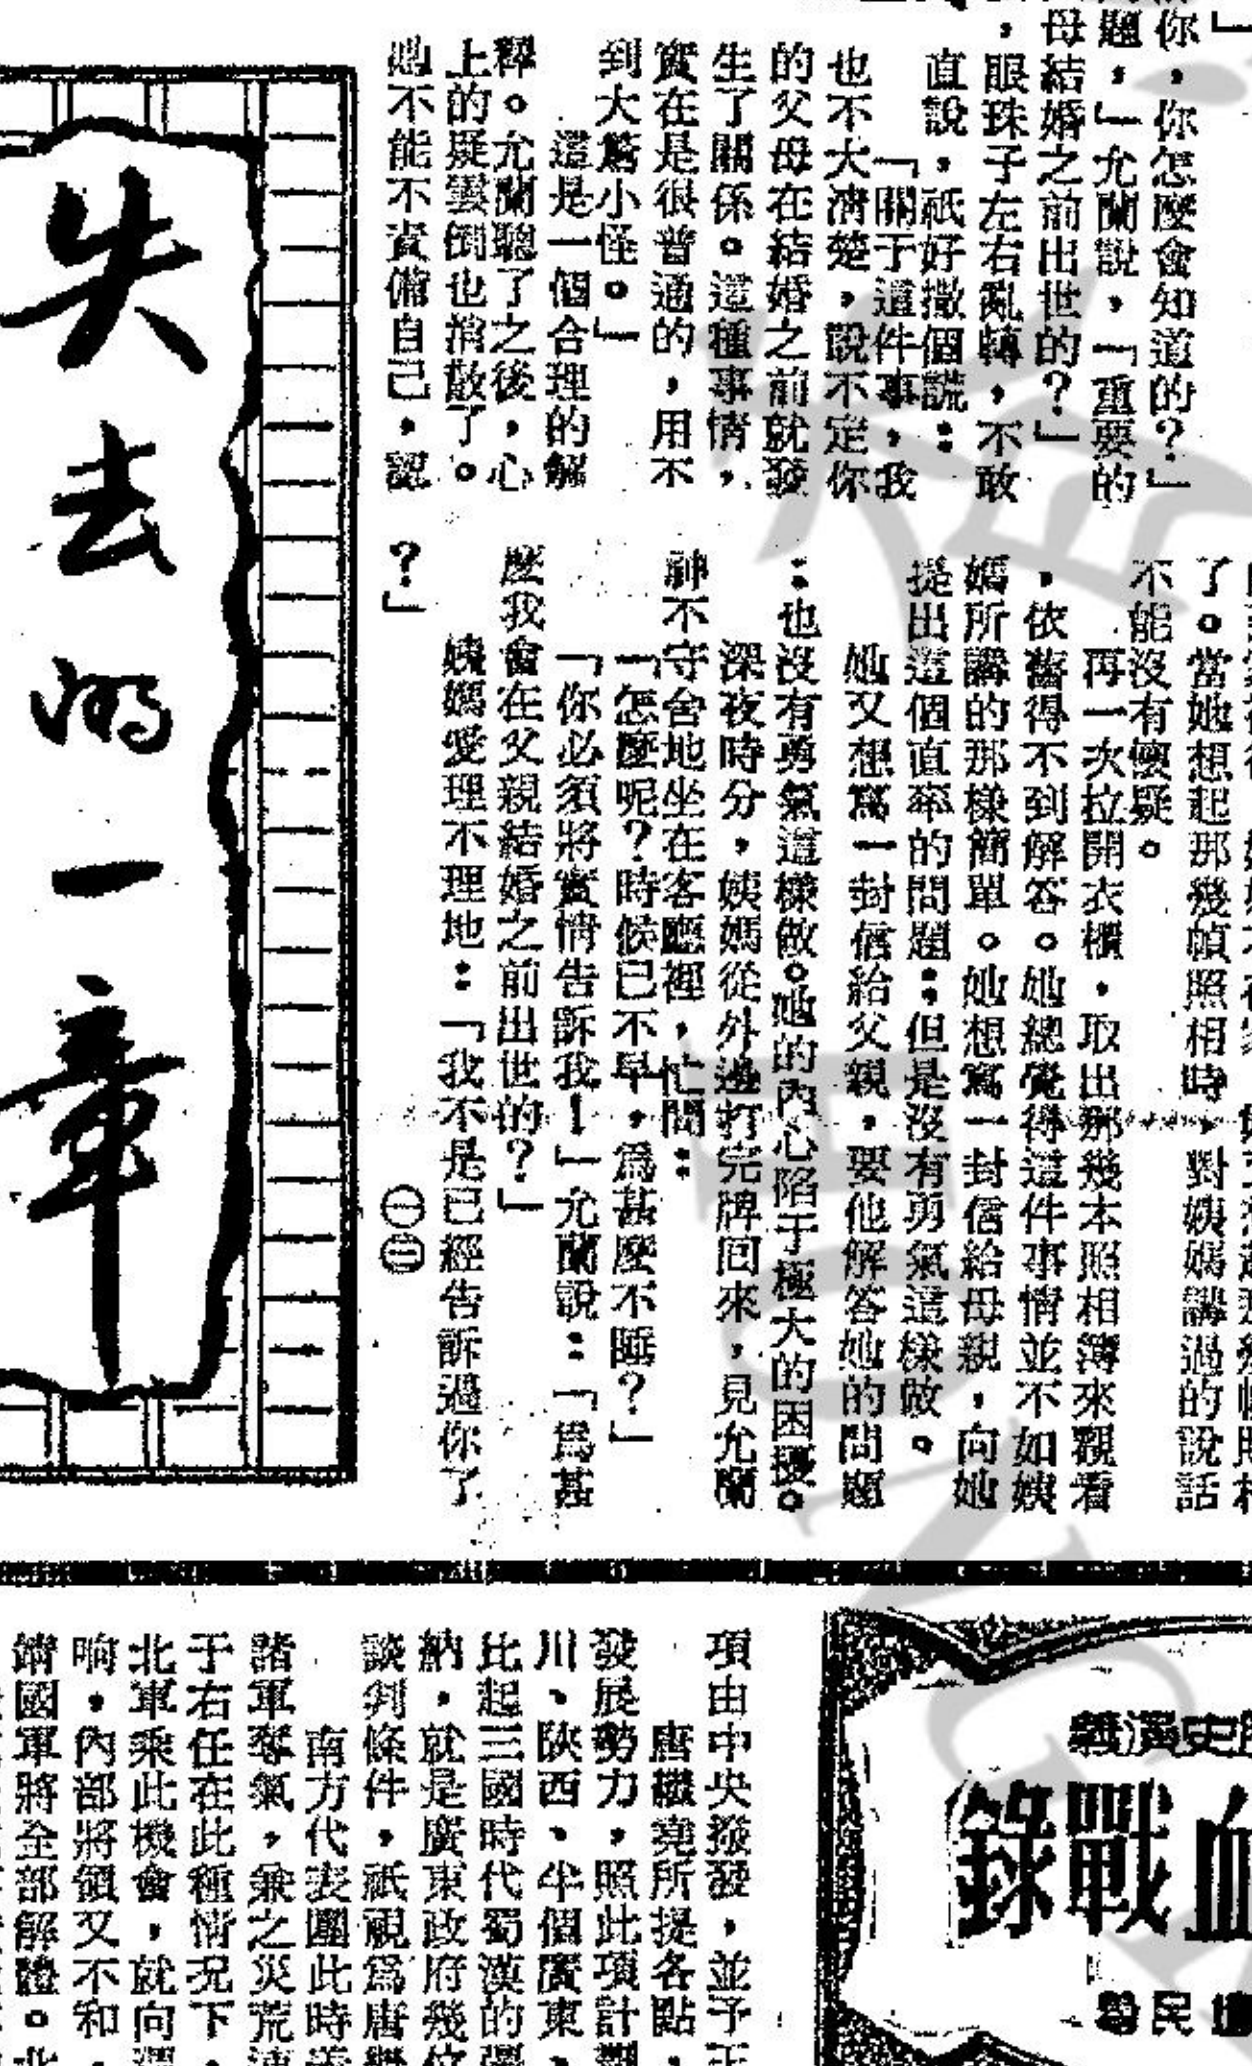 」
你,你怎麼會知道的?」
題,」允蘭說,「重要的
母結婚之前出世的?」
,眼珠子左右亂轉,不敢
直說,祇好撒個謊:
「關于這件事,我
也不大清楚,說不定你
的父母在結婚之前就發
生了關係。這種事情,
實在是很普通的,用不
到大驚小怪。」
這是一個合理的解
釋。允蘭聽了之後,心
上的疑雲倒也消散了。
她不能不責備自己,認
了。當她想起那幾幀照相時,對姨媽講過的說話
不能沒有懷疑。
再一次拉開衣櫃,取出那幾本照相簿來觀看
,依舊得不到解答。她總覺得這件事情並不如姨
媽所講的那樣簡單。她想寫一封信給母親,向她
提出這個直率的問題:但是沒有勇氣這樣做。
她又想寫一封信給父親,要他解答她的問題
:也沒有勇氣這樣做。她的內心陷于極大的困擾。
深夜時分,姨媽從外邊打完牌回來,見允蘭
神不守舍地坐在客廳裡,忙問:
「怎麼呢?時候已不早,爲甚麼不睡?」
「你必須將實情告訴我!」允蘭說:「爲甚
麼我會在父親結婚之前出世的?」
姨媽愛理不理地:「我不是已經告訴過你了
?」
失去的一章
史演義
血戰錄
項由中央撥發,並予
唐繼堯所提各點,
發展勢力,照此項計
川、陝西、半個廣東、
比起三國時代蜀漢的
納,就是廣東政府幾位
談判條件,祇視爲唐繼
南方代表團此時
諸軍奪氣,兼之災荒
于右任在此種情况下,
北軍乘此機會,就向
响,內部將領又不和,
靖國軍將全部解體。北